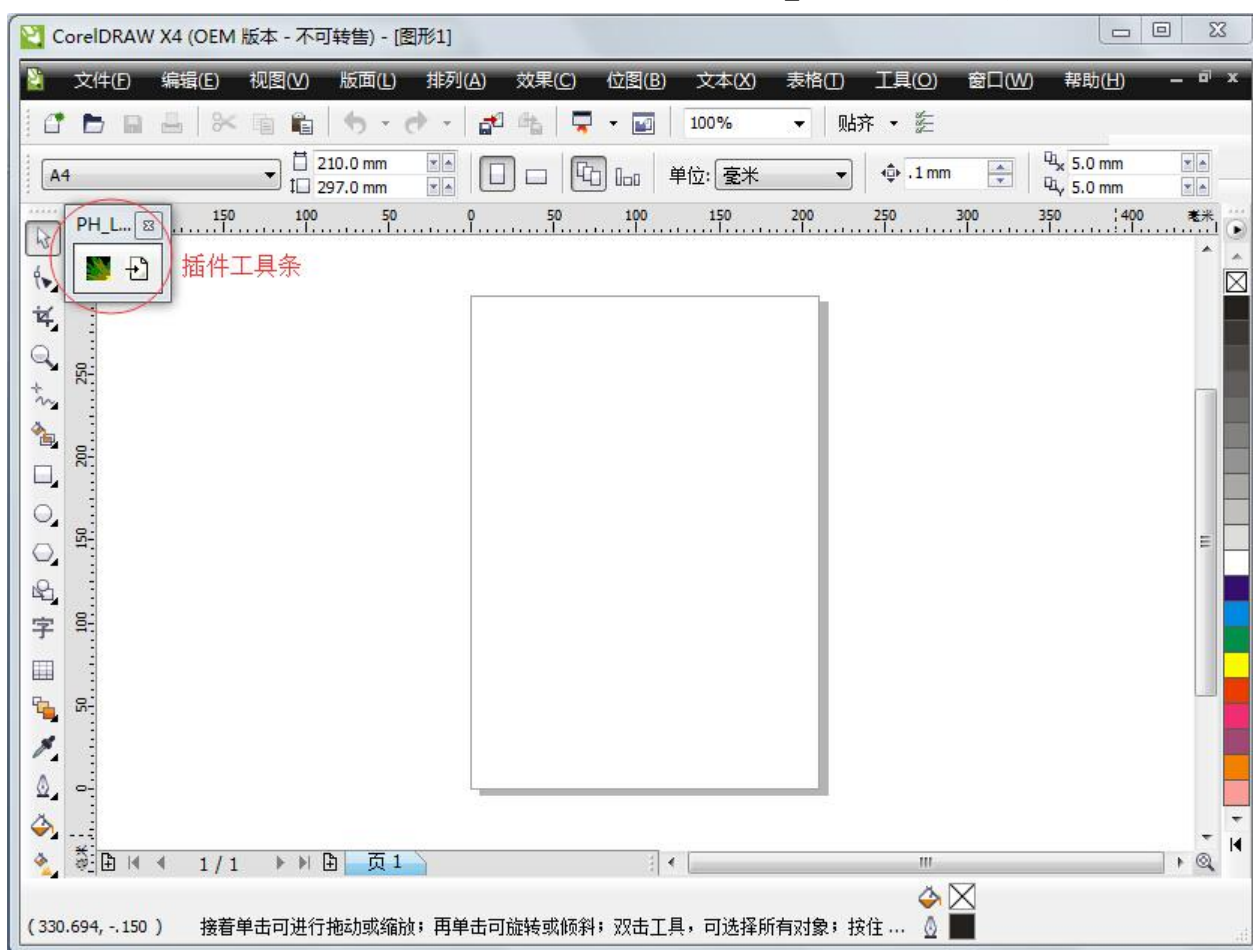 CorelDRAW X4 (OEM 版本 - 不可转售) - [图形1]
文件(F) 编辑(E) 视图(V) 版面(L) 排列(A) 效果(C) 位图(B) 文本(X) 表格(T) 工具(O) 窗口(W) 帮助(H)
100% 贴齐
A4 210.0 mm 单位: 毫米 .1 mm 5.0 mm
297.0 mm 5.0 mm
PH_L... 150 100 50 0 50 100 150 200 250 300 350 400 毫米
插件工具条
250
200
150
字 100
50
0
毫米
1 / 1 页 1
( 330.694, -.150 ) 接着单击可进行拖动或缩放；再单击可旋转或倾斜；双击工具，可选择所有对象；按住 ...